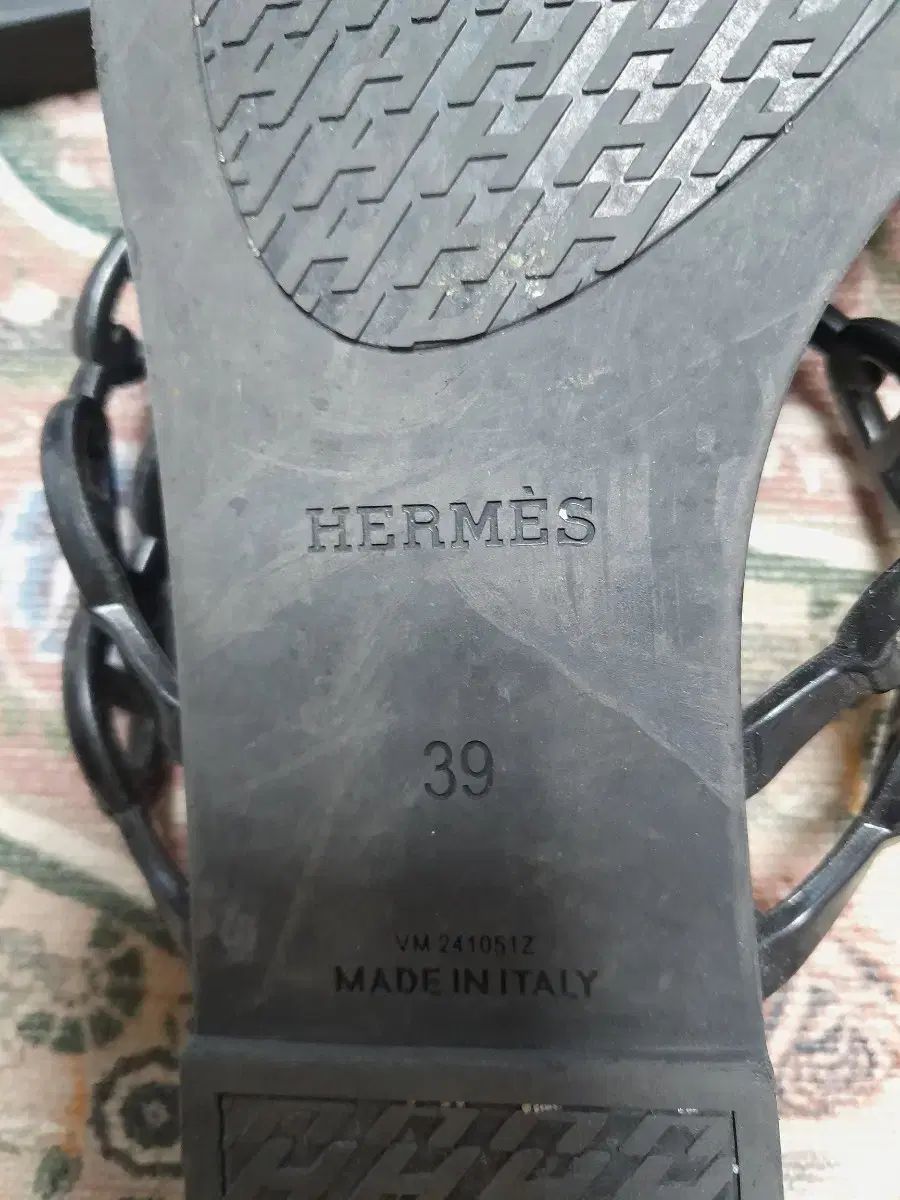 HERMÈS
39
VM 241051Z
MADE IN ITALY